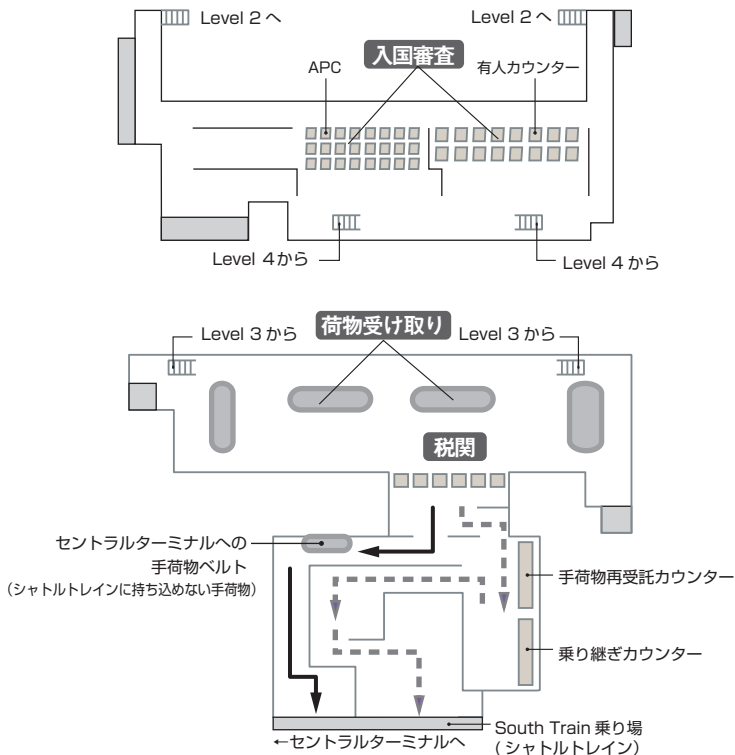 Level 2 へ
Level 2 へ
入国審査
APC
有人カウンター
Level 4から
Level 4 から
Level 3 から
荷物受け取り
Level 3 から
税関
セントラルターミナルへの
手荷物ベルト
（シャトルトレインに持ち込めない手荷物）
手荷物再受託カウンター
乗り継ぎカウンター
South Train 乗り場
（シャトルトレイン）
←セントラルターミナルへ